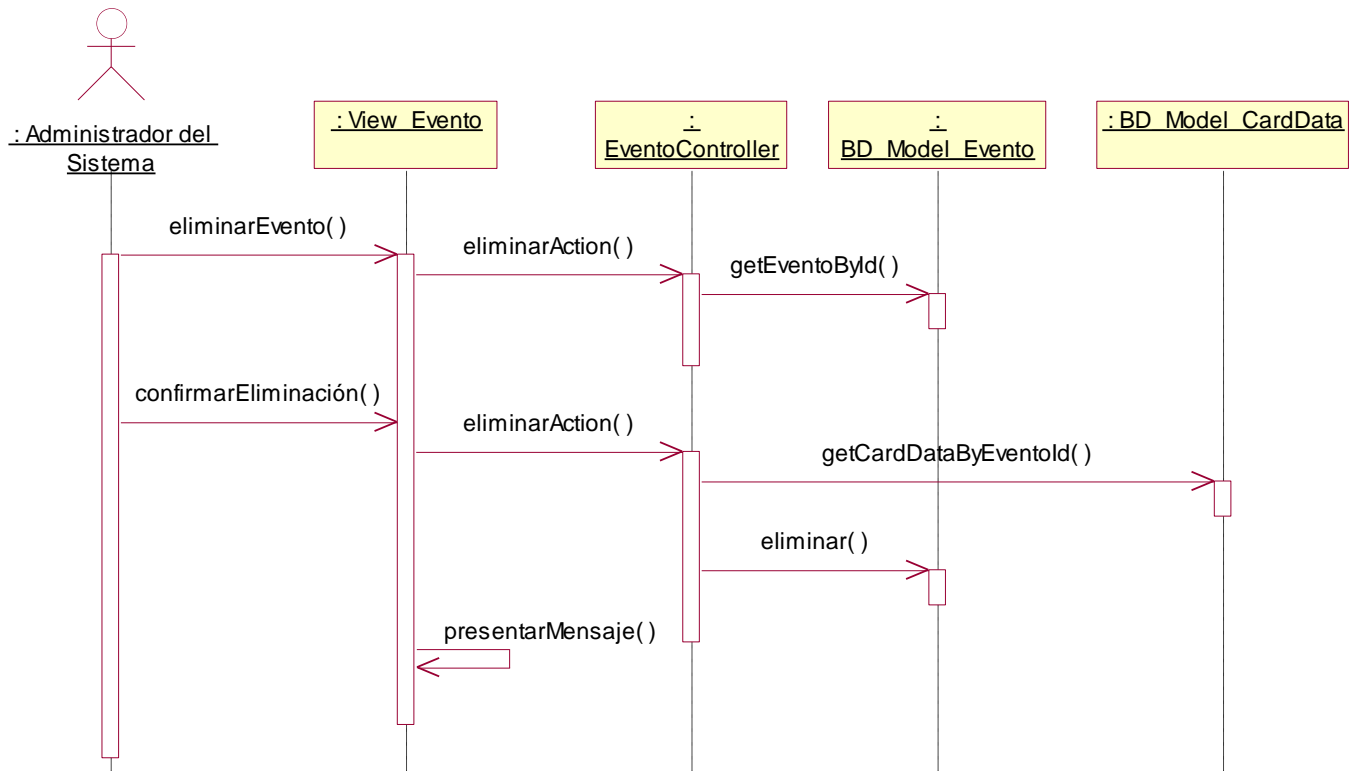 : Administrador del
Sistema
: View_Evento
:
EventoController
:
BD_Model_Evento
: BD_Model_CardData
eliminarEvento( )
eliminarAction( )
getEventoById( )
confirmarEliminación( )
eliminarAction( )
getCardDataByEventoId( )
eliminar( )
presentarMensaje( )